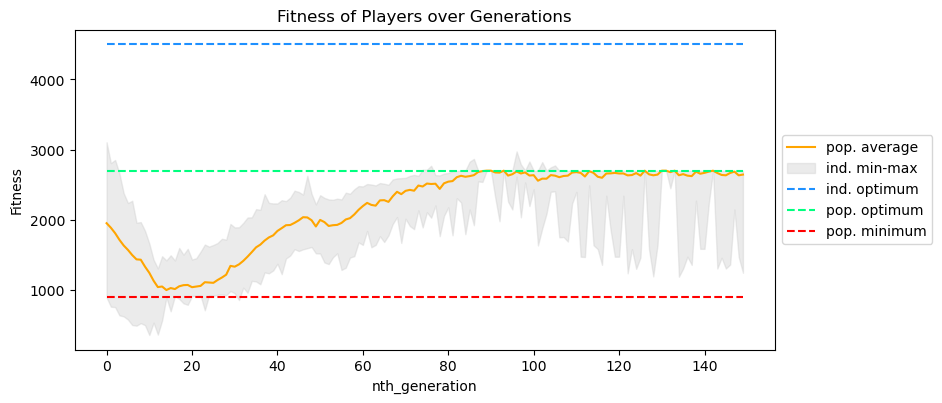 Fitness of Players over Generations
Fitness
4000
3000
2000
1000
0
20
40
60
80
100
120
140
nth_generation
pop. average
ind. min-max
ind. optimum
pop. optimum
pop. minimum